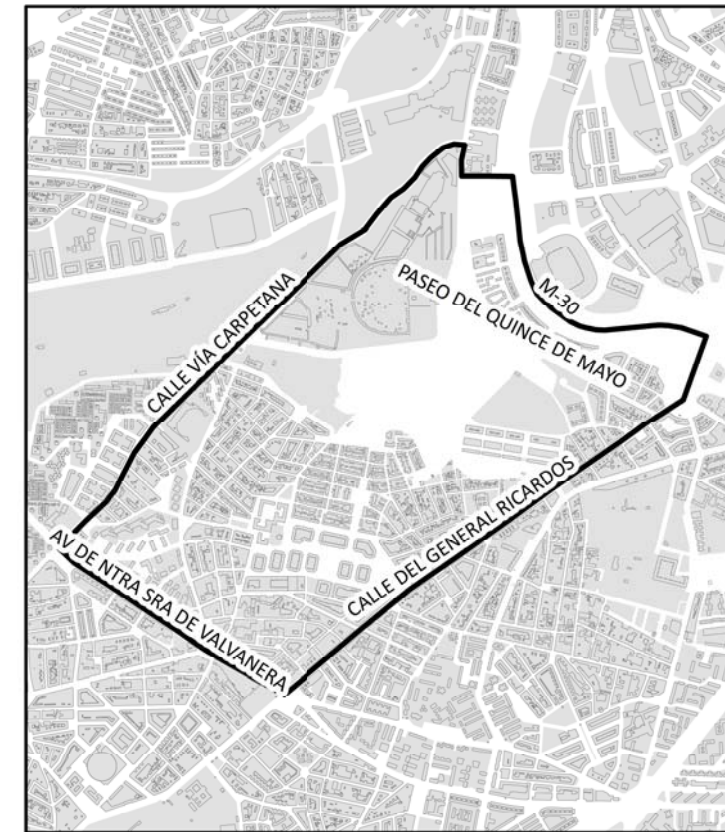 PASEO DEL QUINCE DE MAYO
M-30
CALLE VÍA CARPETANA
CALLE DEL GENERAL RICARDOS
AV DE NTRA SRA DE VALVANERA